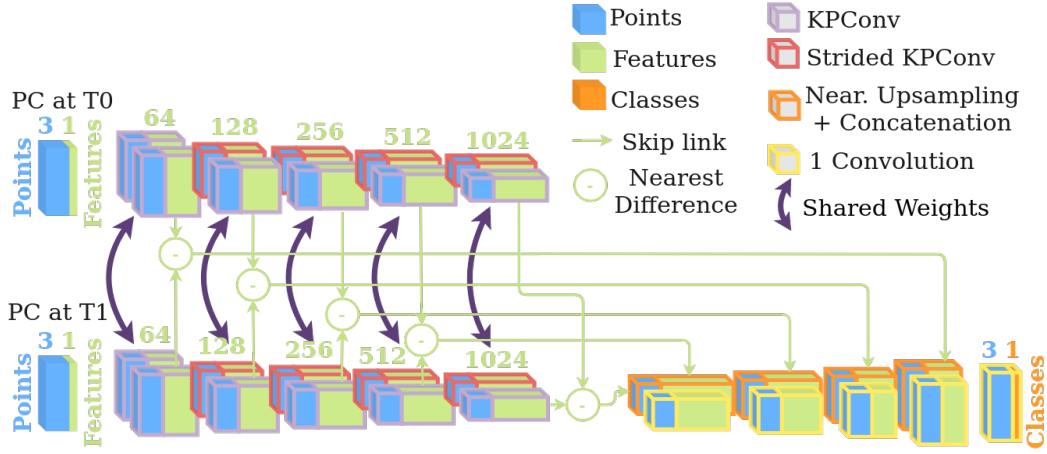 Points
KPConv
Features
Strided KPConv
Classes
Near. Upsampling
+ Concatenation
Skip link
1 Convolution
-
Nearest
Difference
Shared Weights
PC at T0
3 1
Points
Features
64
128
256
512
1024
-
-
-
-
PC at T1
3 1
Points
Features
64
128
256
512
1024
-
3 1
Classes